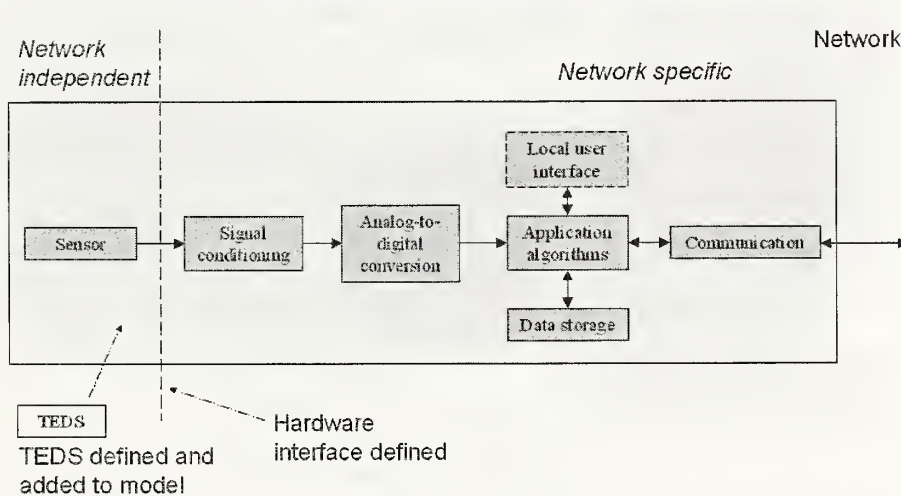 Network
independent
Network specific
Network
Local user
interface
Sensor
Signal
conditioning
Analog-to-
digital
conversion
Application
algorithms
Communication
Data storage
TEDS
TEDS defined and
added to model
Hardware
interface defined